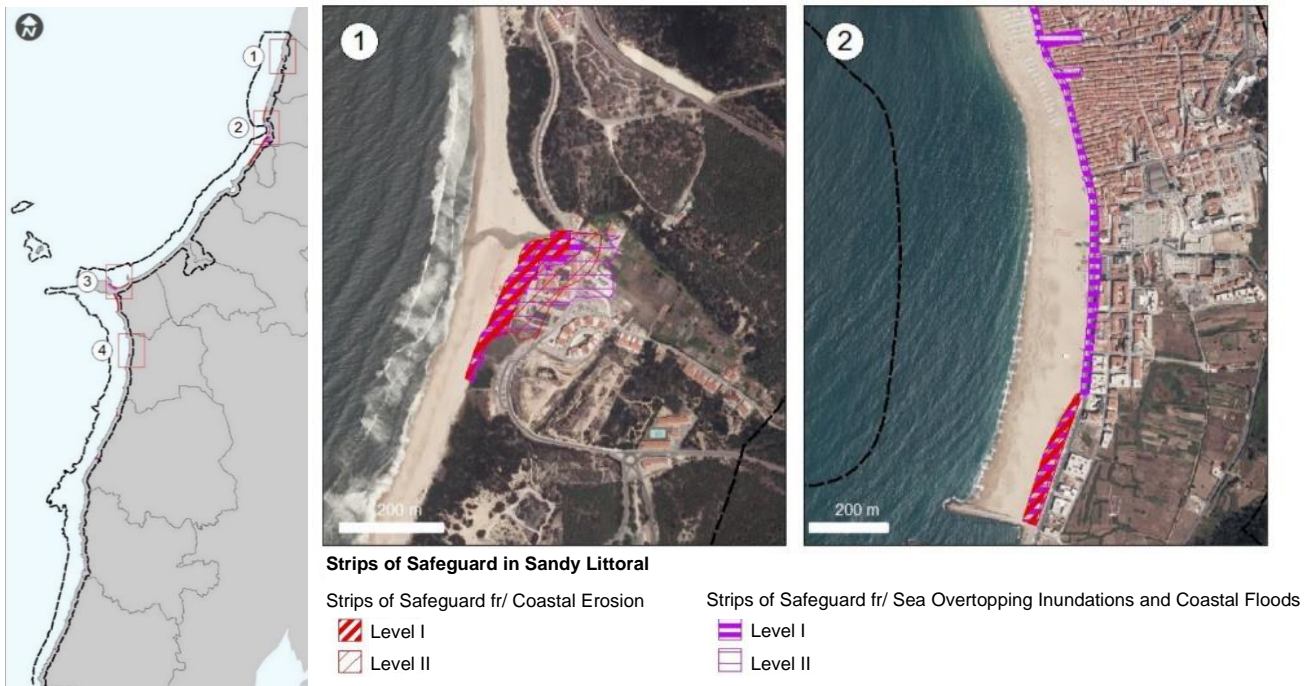 N
1
2
3
4
1
200 m
2
200 m
Strips of Safeguard in Sandy Littoral
Strips of Safeguard fr/ Coastal Erosion
Level I
Level II
Strips of Safeguard fr/ Sea Overtopping Inundations and Coastal Floods
Level I
Level II